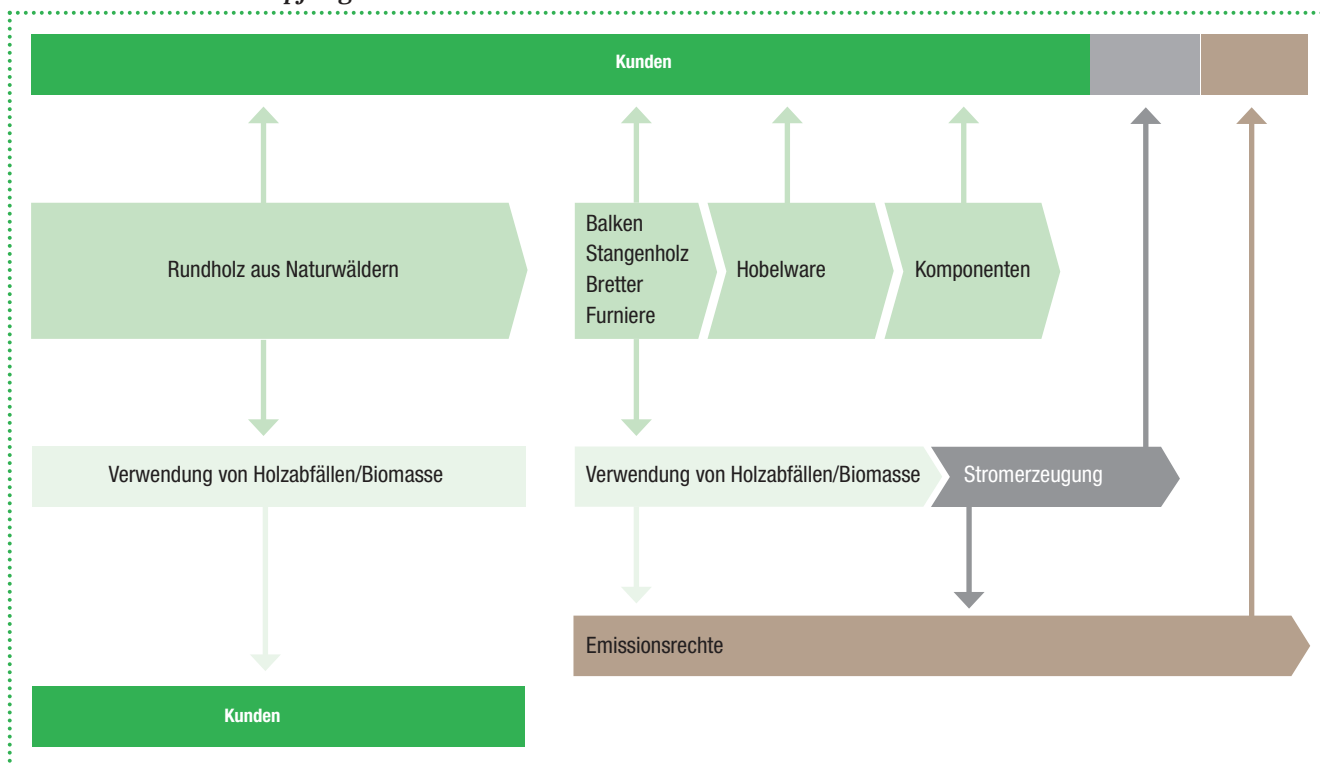 Kunden
Rundholz aus Naturwäldern
Balken
Stangenholz
Bretter
Furniere
Hobelware
Komponenten
Verwendung von Holzabfällen/Biomasse
Verwendung von Holzabfällen/Biomasse
Stromerzeugung
Emissionsrechte
Kunden